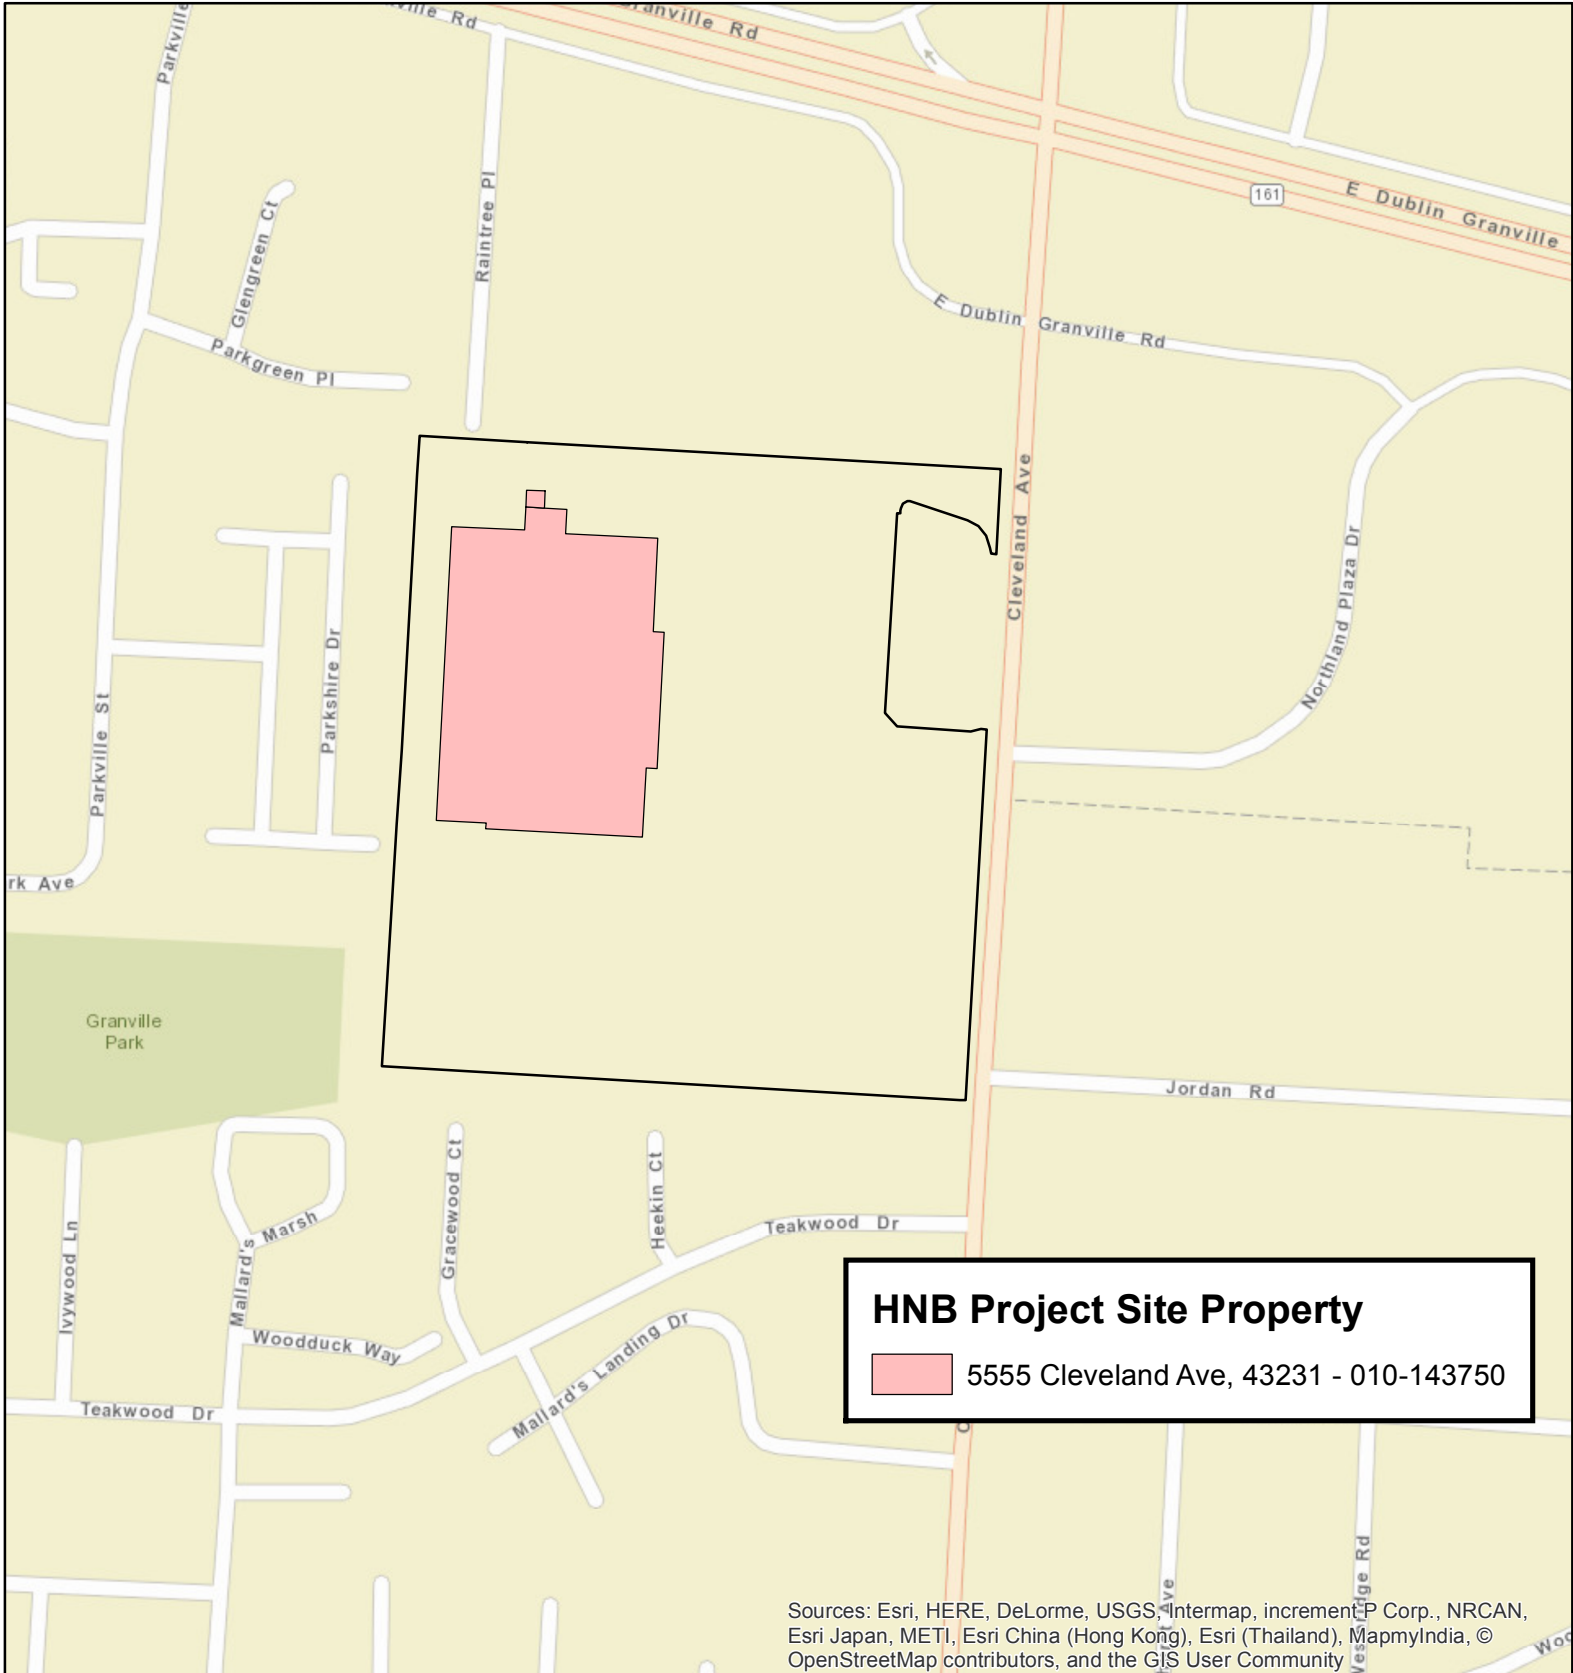 Parkville
ville Rd
Granville Rd
161
E Dublin Granville
Raintree Pl
Glengreen Ct
Parkgreen Pl
E Dublin Granville Rd
Cleveland Ave
Northland Plaza Dr
Parkshire Dr
Parkville St
rk Ave
Granville
Park
Jordan Rd
Gracewood Ct
Heekin Ct
Teakwood Dr
Ivywood Ln
Mallard's Marsh
Woodduck Way
Mallard's Landing Dr
Teakwood Dr
HNB Project Site Property
5555 Cleveland Ave, 43231 - 010-143750
Sources: Esri, HERE, DeLorme, USGS, Intermap, increment P Corp., NRCAN,
Esri Japan, METI, Esri China (Hong Kong), Esri (Thailand), MapmyIndia, ©
OpenStreetMap contributors, and the GIS User Community